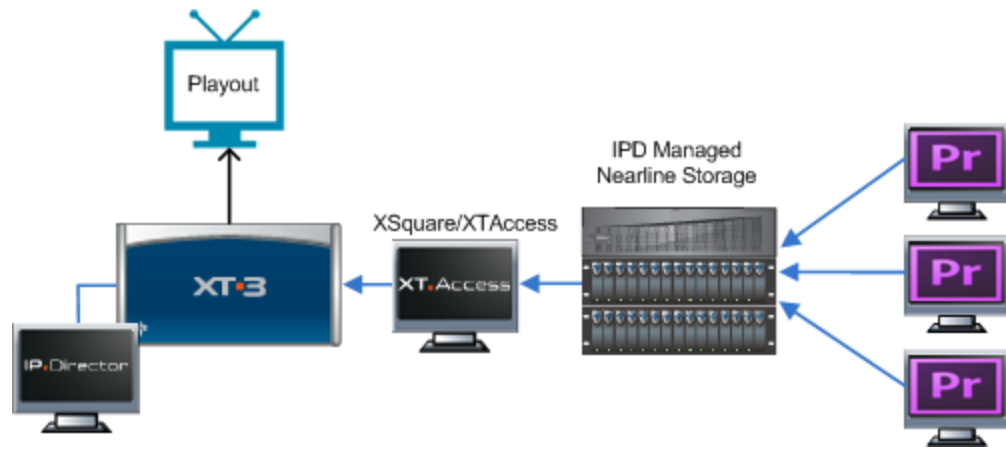 Playout
IPD Managed
Nearline Storage
XSquare/XTAccess
XT3
XT.Access
IP.Director
Pr
Pr
Pr